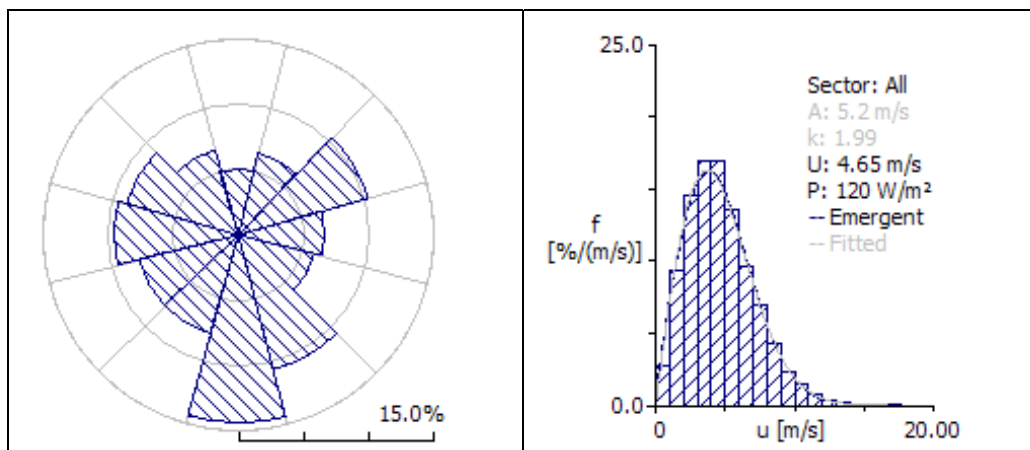 15.0%
25.0
Sector: All
A: 5.2 m/s
k: 1.99
U: 4.65 m/s
P: 120 W/m²
-- Emergent
-- Fitted
f
[%/(m/s)]
0.0
0
u [m/s]
20.00